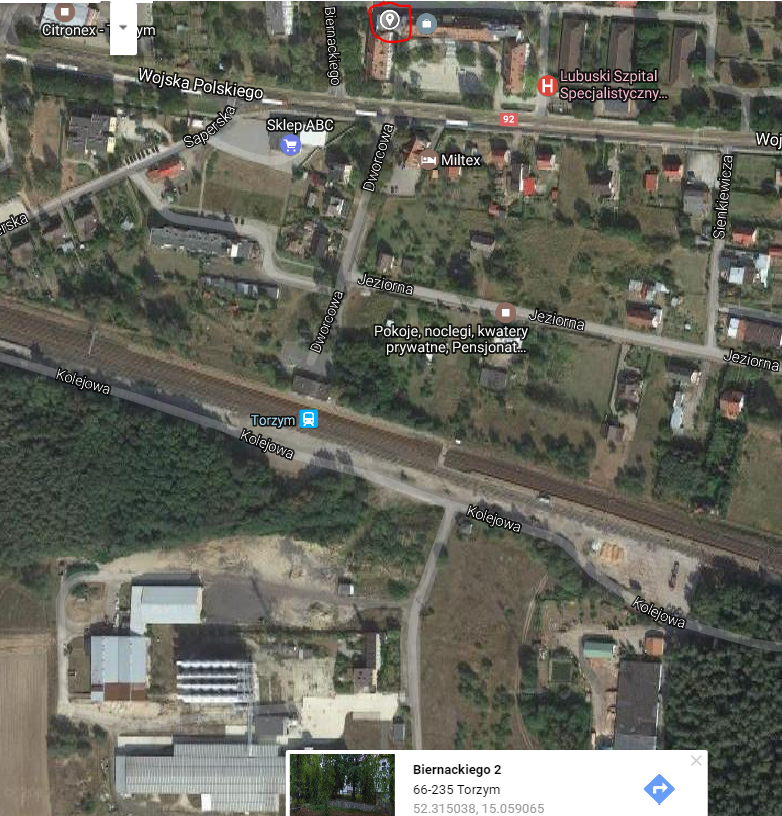 Citronex - T
ym
Biernackiego
Wojska Polskiego
H
Lubuski Szpital
Specjalistyczny...
92
Woj
Saperska
Sklep ABC
Dworcowa
Miltex
Sienkiewicza
erska
Jeziorna
Jeziorna
Dworcowa
Pokoje, noclegi, kwatery
prywatne, Pensjonat...
Jeziorna
Kolejowa
Torzym
Kolejowa
Kolejowa
Kolejowa
Biernackiego 2
66-235 Torzym
52.315038, 15.059065